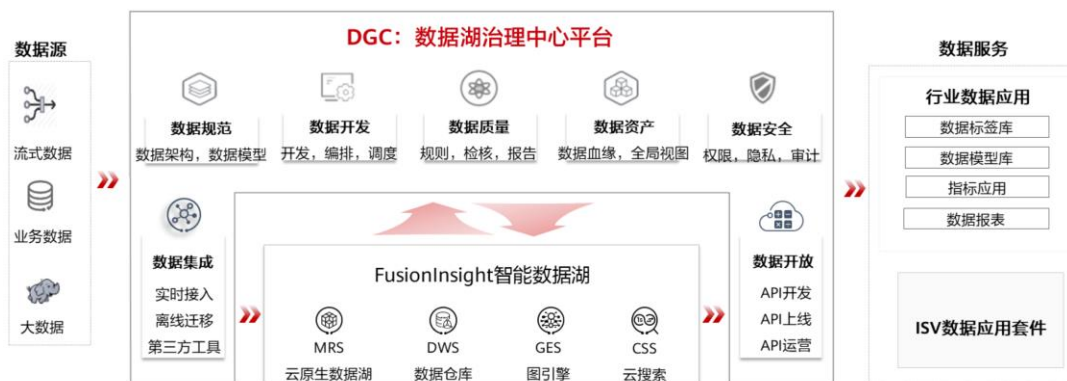 数据源
流式数据
业务数据
大数据
DGC：数据湖治理中心平台
数据规范
数据架构，数据模型
数据开发
开发，编排，调度
数据质量
规则，检核，报告
数据资产
数据血缘，全局视图
数据安全
权限，隐私，审计
数据集成
实时接入
离线迁移
第三方工具
FusionInsight智能数据湖
MRS
云原生数据湖
DWS
数据仓库
GES
图引擎
CSS
云搜索
数据开放
API开发
API上线
API运营
数据服务
行业数据应用
数据标签库
数据模型库
指标应用
数据报表
ISV数据应用套件